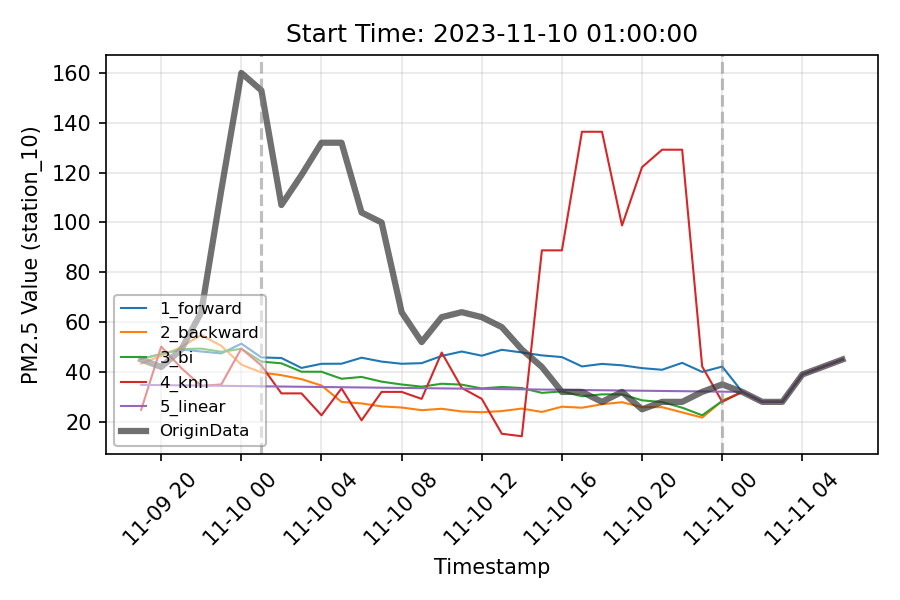 Start Time: 2023-11-10 01:00:00
PM2.5 Value (station_10)
160
140
120
100
80
60
40
20
1_forward
2_backward
3_bi
4_knn
5_linear
OriginData
11-09 20
11-10 00
11-10 04
11-10 08
11-10 12
11-10 16
11-10 20
11-11 00
11-11 04
Timestamp